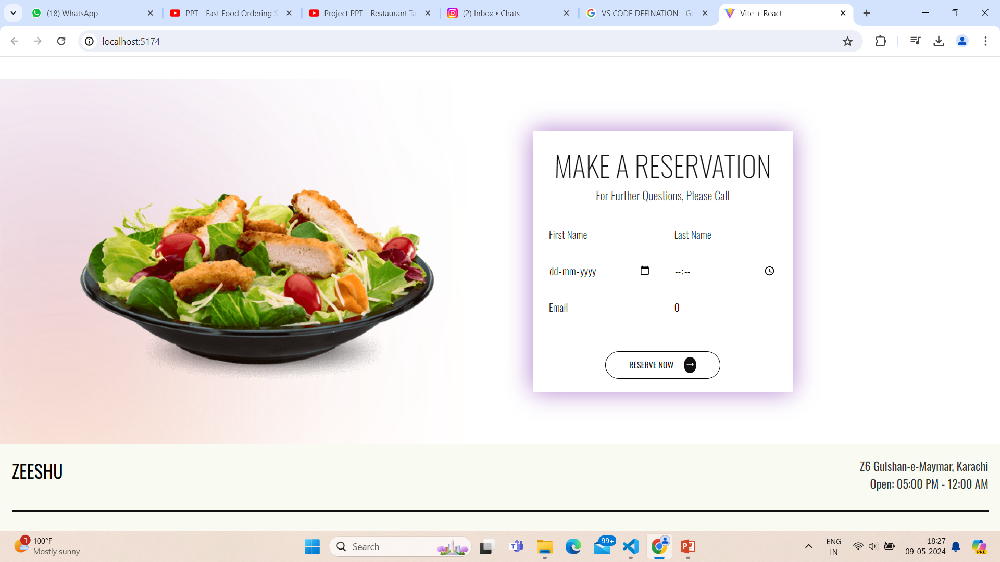 (18) WhatsApp
PPT - Fast Food Ordering S
Project PPT - Restaurant Ta
(2) Inbox • Chats
VS CODE DEFINATION - Go
Vite + React
localhost:5174
MAKE A RESERVATION
For Further Questions, Please Call
First Name
Last Name
dd-mm-yyyy
--:--
Email
0
RESERVE NOW
ZEESHU
Z6 Gulshan-e-Maymar, Karachi
Open: 05:00 PM - 12:00 AM
1
100°F
Mostly sunny
Search
99+
ENG
IN
18:27
09-05-2024
PRE